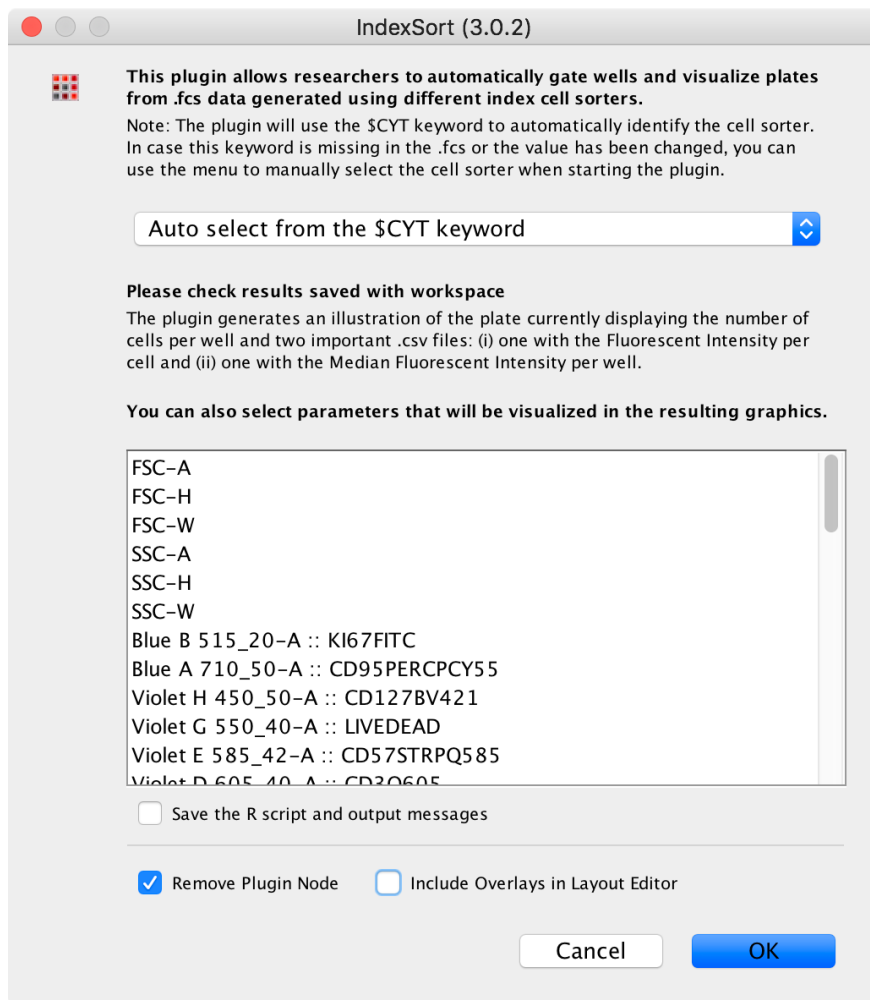 IndexSort (3.0.2)
This plugin allows researchers to automatically gate wells and visualize plates
from .fcs data generated using different index cell sorters.
Note: The plugin will use the $CYT keyword to automatically identify the cell sorter.
In case this keyword is missing in the .fcs or the value has been changed, you can
use the menu to manually select the cell sorter when starting the plugin.
Auto select from the $CYT keyword
Please check results saved with workspace
The plugin generates an illustration of the plate currently displaying the number of
cells per well and two important .csv files: (i) one with the Fluorescent Intensity per
cell and (ii) one with the Median Fluorescent Intensity per well.
You can also select parameters that will be visualized in the resulting graphics.
FSC-A
FSC-H
FSC-W
SSC-A
SSC-H
SSC-W
Blue B 515_20-A :: KI67FITC
Blue A 710_50-A :: CD95PERCPCY55
Violet H 450_50-A :: CD127BV421
Violet G 550_40-A :: LIVEDEAD
Violet E 585_42-A :: CD57STRPQ585
Violet D 605_40-A :: CD3Q605
Save the R script and output messages
Remove Plugin Node
Include Overlays in Layout Editor
Cancel
OK